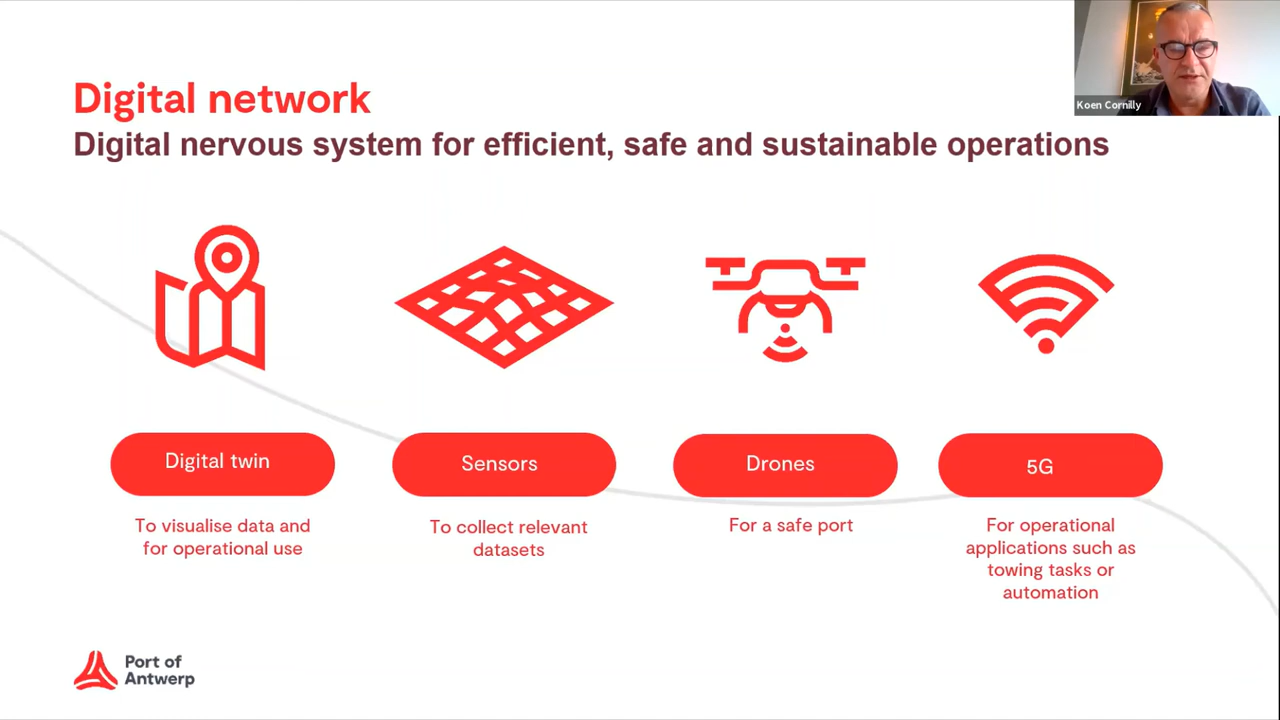 Koen Cornilly
Digital network
Digital nervous system for efficient, safe and sustainable operations
Digital twin
To visualise data and
for operational use
Sensors
To collect relevant
datasets
Drones
For a safe port
5G
For operational
applications such as
towing tasks or
automation
Port of
Antwerp